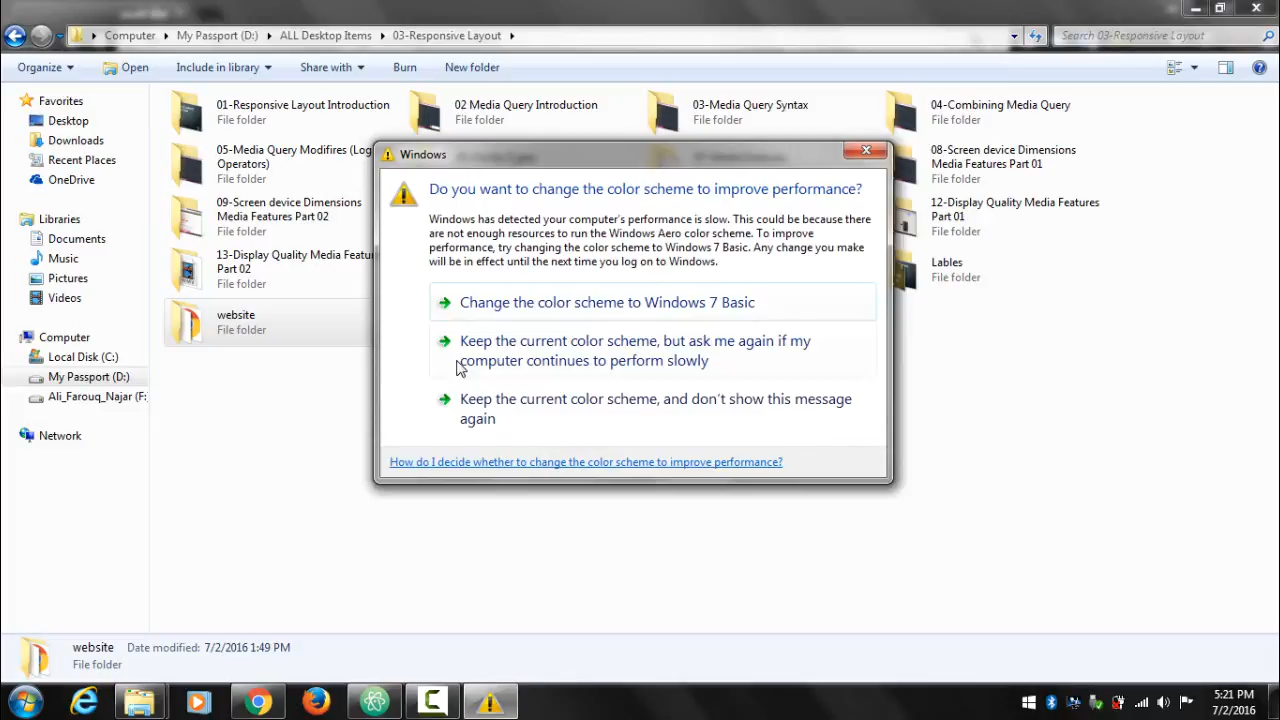 Computer
My Passport (D:)
ALL Desktop Items
03-Responsive Layout
Search 03-Responsive Layout
Organize
Open
Include in library
Share with
Burn
New folder
Favorites
Desktop
Downloads
Recent Places
OneDrive
Libraries
Documents
Music
Pictures
Videos
Computer
Local Disk (C:)
My Passport (D:)
Ali_Farouq_Najar (F:
Network
01-Responsive Layout Introduction
File folder
02 Media Query Introduction
File folder
03-Media Query Syntax
File folder
04-Combining Media Query
File folder
05-Media Query Modifires (Log
Operators)
File folder
08-Screen device Dimensions
Media Features Part 01
File folder
09-Screen device Dimensions
Media Features Part 02
File folder
12-Display Quality Media Features
Part 01
File folder
13-Display Quality Media Featu
Part 02
File folder
Lables
File folder
website
File folder
Windows
Do you want to change the color scheme to improve performance?
Windows has detected your computer's performance is slow. This could be because there
are not enough resources to run the Windows Aero color scheme. To improve
performance, try changing the color scheme to Windows 7 Basic. Any change you make
will be in effect until the next time you log on to Windows.
Change the color scheme to Windows 7 Basic
Keep the current color scheme, but ask me again if my
computer continues to perform slowly
Keep the current color scheme, and don't show this message
again
How do I decide whether to change the color scheme to improve performance?
website
Date modified: 7/2/2016 1:49 PM
File folder
5:21 PM
7/2/2016